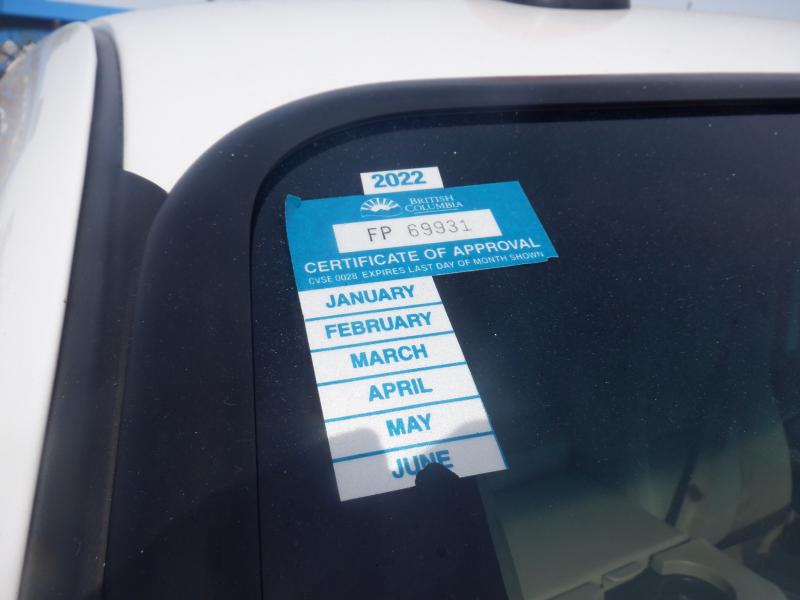 2022
BRITISH
COLUMBIA
FP 69931
CERTIFICATE OF APPROVAL
CVSE 0028 EXPIRES LAST DAY OF MONTH SHOWN
JANUARY
FEBRUARY
MARCH
APRIL
MAY
JUNE